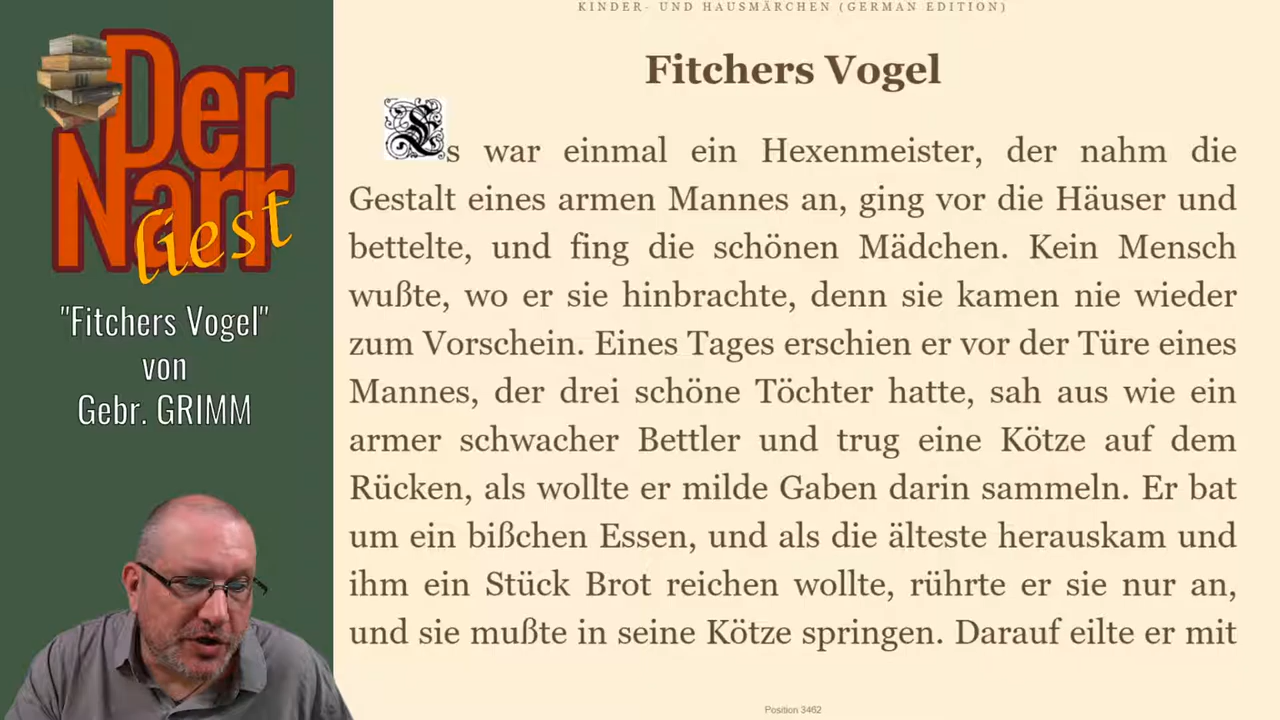 KINDER- UND HAUSMÄRCHEN (GERMAN EDITION)
Der
Narr
liest
"Fitchers Vogel"
von
Gebr. GRIMM
Fitchers Vogel
Es war einmal ein Hexenmeister, der nahm die
Gestalt eines armen Mannes an, ging vor die Häuser und
bettelte, und fing die schönen Mädchen. Kein Mensch
wußte, wo er sie hinbrachte, denn sie kamen nie wieder
zum Vorschein. Eines Tages erschien er vor der Türe eines
Mannes, der drei schöne Töchter hatte, sah aus wie ein
armer schwacher Bettler und trug eine Kötze auf dem
Rücken, als wollte er milde Gaben darin sammeln. Er bat
um ein bißchen Essen, und als die älteste herauskam und
ihm ein Stück Brot reichen wollte, rührte er sie nur an,
und sie mußte in seine Kötze springen. Darauf eilte er mit
Position 3462